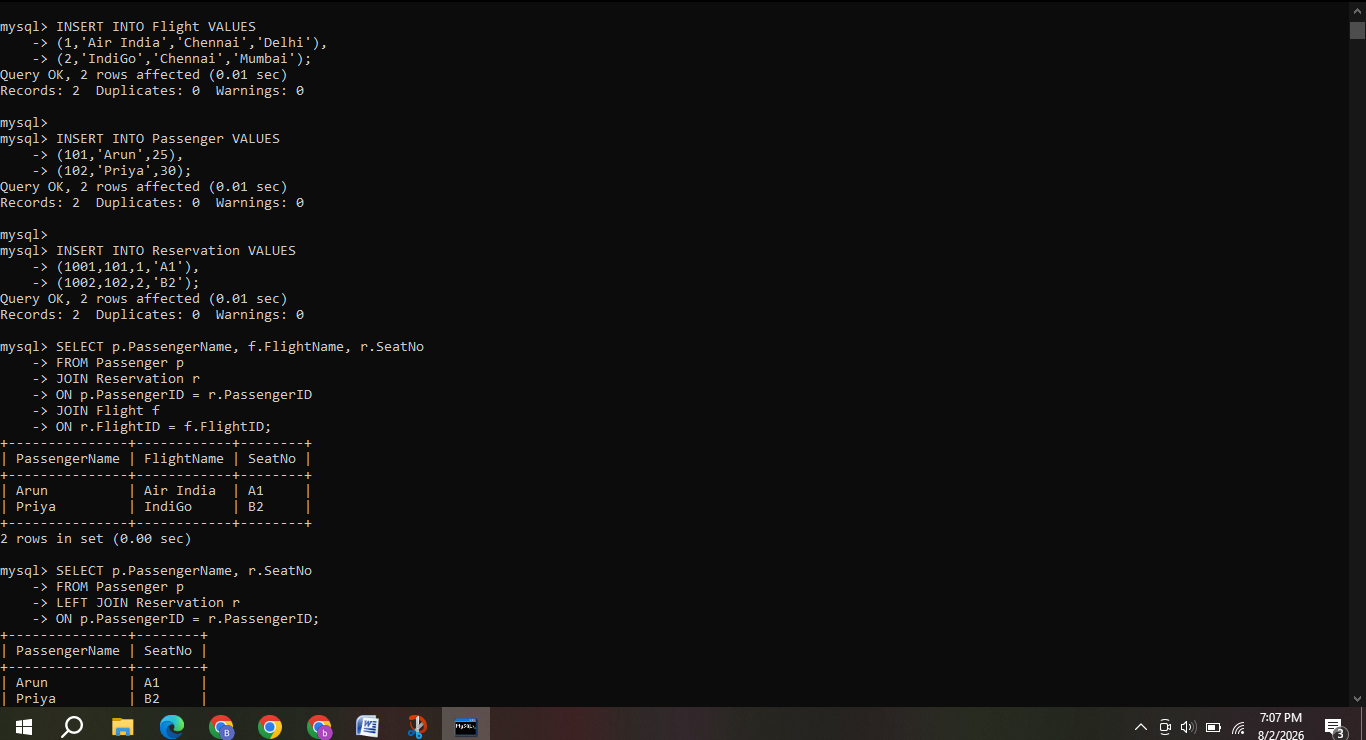 mysql> INSERT INTO Flight VALUES
    -> (1,'Air India','Chennai','Delhi'),
    -> (2,'IndiGo','Chennai','Mumbai');
Query OK, 2 rows affected (0.01 sec)
Records: 2  Duplicates: 0  Warnings: 0

mysql>
mysql> INSERT INTO Passenger VALUES
    -> (101,'Arun',25),
    -> (102,'Priya',30);
Query OK, 2 rows affected (0.01 sec)
Records: 2  Duplicates: 0  Warnings: 0

mysql>
mysql> INSERT INTO Reservation VALUES
    -> (1001,101,1,'A1'),
    -> (1002,102,2,'B2');
Query OK, 2 rows affected (0.01 sec)
Records: 2  Duplicates: 0  Warnings: 0

mysql> SELECT p.PassengerName, f.FlightName, r.SeatNo
    -> FROM Passenger p
    -> JOIN Reservation r
    -> ON p.PassengerID = r.PassengerID
    -> JOIN Flight f
    -> ON r.FlightID = f.FlightID;
+---------------+------------+--------+
| PassengerName | FlightName | SeatNo |
+---------------+------------+--------+
| Arun          | Air India  | A1     |
| Priya         | IndiGo     | B2     |
+---------------+------------+--------+
2 rows in set (0.00 sec)

mysql> SELECT p.PassengerName, r.SeatNo
    -> FROM Passenger p
    -> LEFT JOIN Reservation r
    -> ON p.PassengerID = r.PassengerID;
+---------------+--------+
| PassengerName | SeatNo |
+---------------+--------+
| Arun          | A1     |
| Priya         | B2     |
B
b
W
MySQL
7:07 PM
8/2/2026
3